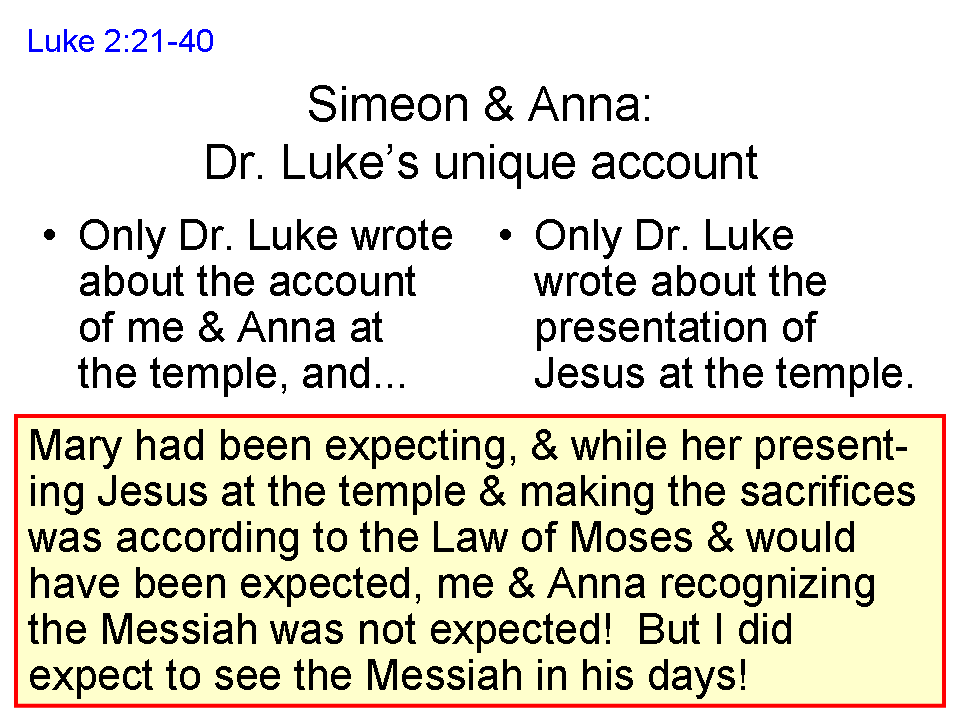 Luke 2:21-40
Simeon & Anna:
Dr. Luke’s unique account
• Only Dr. Luke wrote
about the account
of me & Anna at
the temple, and...
• Only Dr. Luke
wrote about the
presentation of
Jesus at the temple.
Mary had been expecting, & while her present-
ing Jesus at the temple & making the sacrifices
was according to the Law of Moses & would
have been expected, me & Anna recognizing
the Messiah was not expected!  But I did
expect to see the Messiah in his days!